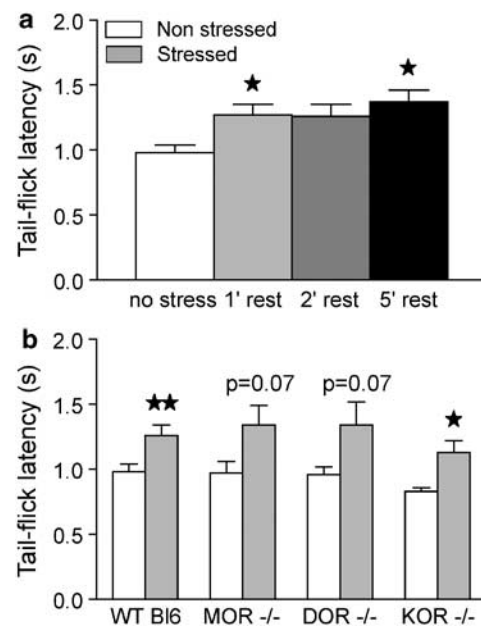 a
Non stressed
Stressed
Tail-flick latency (s)
2.0
1.5
1.0
0.5
0.0
no stress 1' rest 2' rest 5' rest
b
Tail-flick latency (s)
2.0
1.5
1.0
0.5
0.0
p=0.07 p=0.07
WT Bl6 MOR -/- DOR -/- KOR -/-